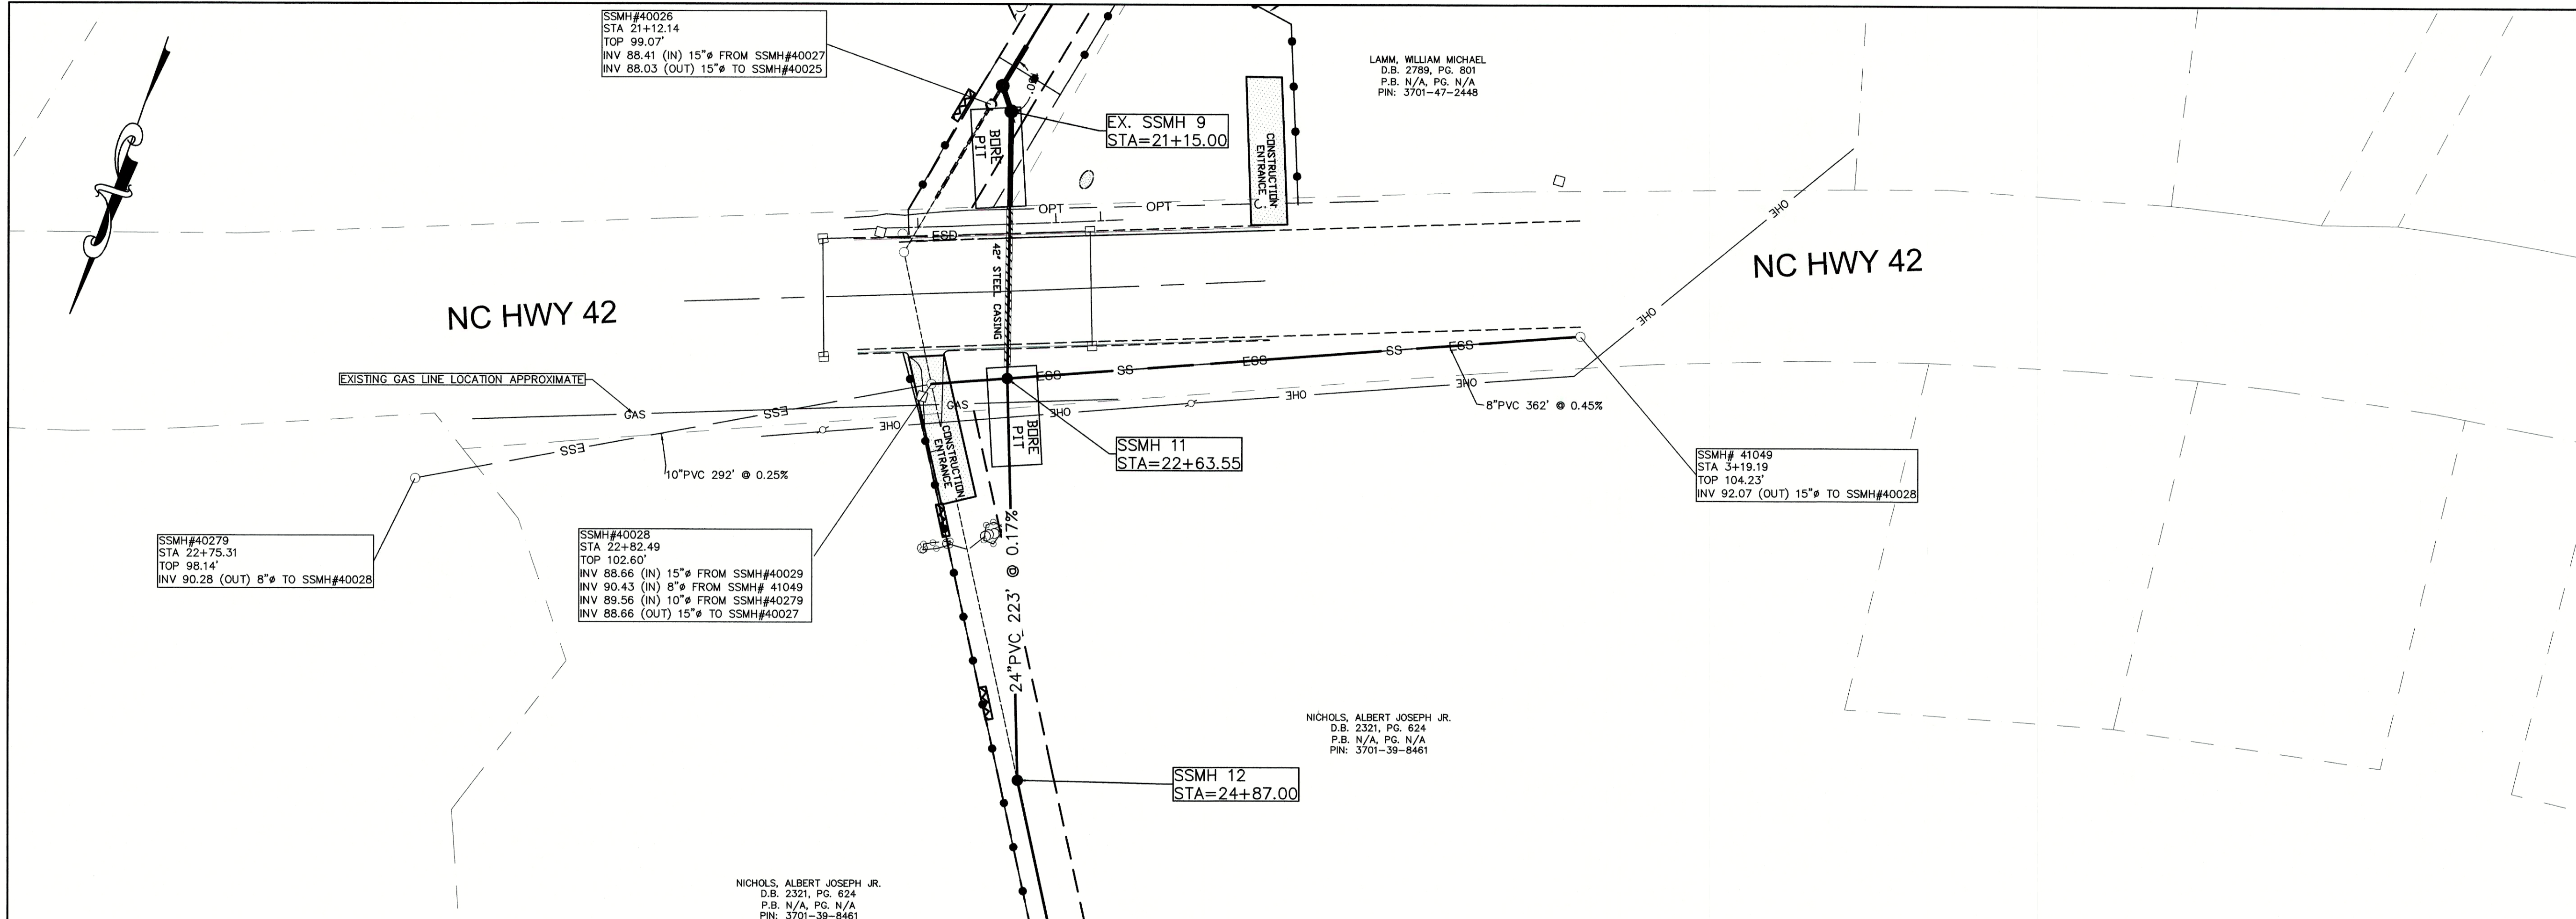 SSMH#40026
STA 21+12.14
TOP 99.07'
INV 88.41 (IN) 15"ø FROM SSMH#40027
INV 88.03 (OUT) 15"ø TO SSMH#40025
LAMM, WILLIAM MICHAEL
D.B. 2789, PG. 801
P.B. N/A, PG. N/A
PIN: 3701-47-2448
EX. SSMH 9
STA=21+15.00
BORE
PIT
CONSTRUCTION
ENTRANCE
OPT
OPT
ESD
42" STEEL CASING
NC HWY 42
NC HWY 42
OHE
OHE
EXISTING GAS LINE LOCATION APPROXIMATE
GAS
ESS
GAS
ESS
SS
ESS
SS
ESS
OHE
OHE
OHE
OHE
8"PVC 362' @ 0.45%
ESS
10"PVC 292' @ 0.25%
CONSTRUCTION
ENTRANCE
BORE
PIT
SSMH 11
STA=22+63.55
SSMH# 41049
STA 3+19.19
TOP 104.23'
INV 92.07 (OUT) 15"ø TO SSMH#40028
SSMH#40279
STA 22+75.31
TOP 98.14'
INV 90.28 (OUT) 8"ø TO SSMH#40028
SSMH#40028
STA 22+82.49
TOP 102.60'
INV 88.66 (IN) 15"ø FROM SSMH#40029
INV 90.43 (IN) 8"ø FROM SSMH# 41049
INV 89.56 (IN) 10"ø FROM SSMH#40279
INV 88.66 (OUT) 15"ø TO SSMH#40027
24"PVC 223' @ 0.17%
NICHOLS, ALBERT JOSEPH JR.
D.B. 2321, PG. 624
P.B. N/A, PG. N/A
PIN: 3701-39-8461
SSMH 12
STA=24+87.00
NICHOLS, ALBERT JOSEPH JR.
D.B. 2321, PG. 624
P.B. N/A, PG. N/A
PIN: 3701-39-8461